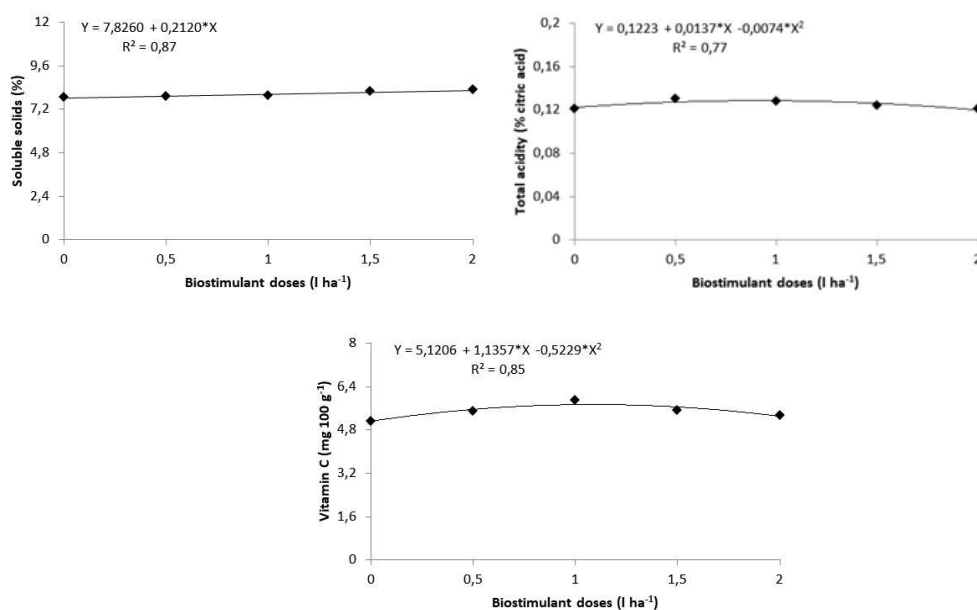 Y = 7,8260 + 0,2120*X
R² = 0,87
12
9,6
7,2
4,8
2,4
0
0 0,5 1 1,5 2
Soluble solids (%)
Biostimulant doses (l ha⁻¹)
Y = 0,1223 + 0,0137*X -0,0074*X²
R² = 0,77
0,2
0,16
0,12
0,08
0,04
0
0 0,5 1 1,5 2
Total acidity (% citric acid)
Biostimulant doses (l ha⁻¹)
Y = 5,1206 + 1,1357*X -0,5229*X²
R² = 0,85
8
6,4
4,8
3,2
1,6
0
0 0,5 1 1,5 2
Vitamin C (mg 100 g⁻¹)
Biostimulant doses (l ha⁻¹)